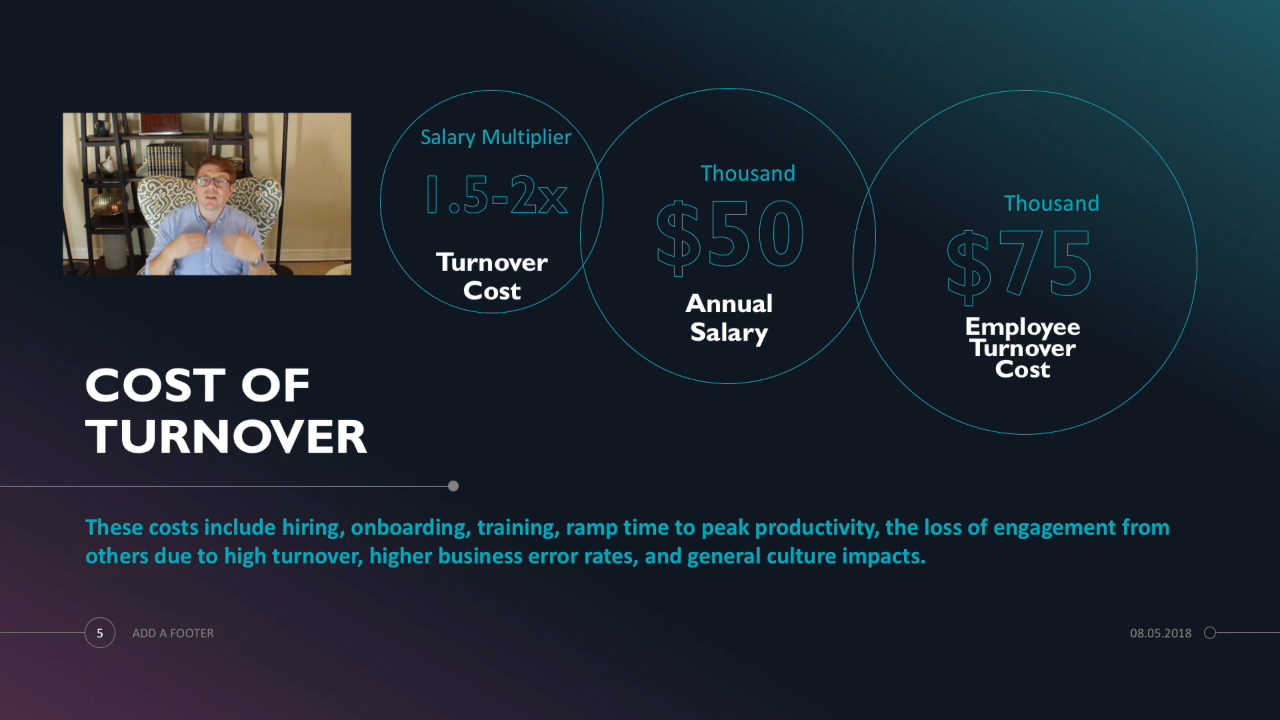 Salary Multiplier
1.5-2x
Turnover
Cost
Thousand
$50
Annual
Salary
Thousand
$75
Employee
Turnover
Cost
COST OF
TURNOVER
These costs include hiring, onboarding, training, ramp time to peak productivity, the loss of engagement from
others due to high turnover, higher business error rates, and general culture impacts.
5
ADD A FOOTER
08.05.2018